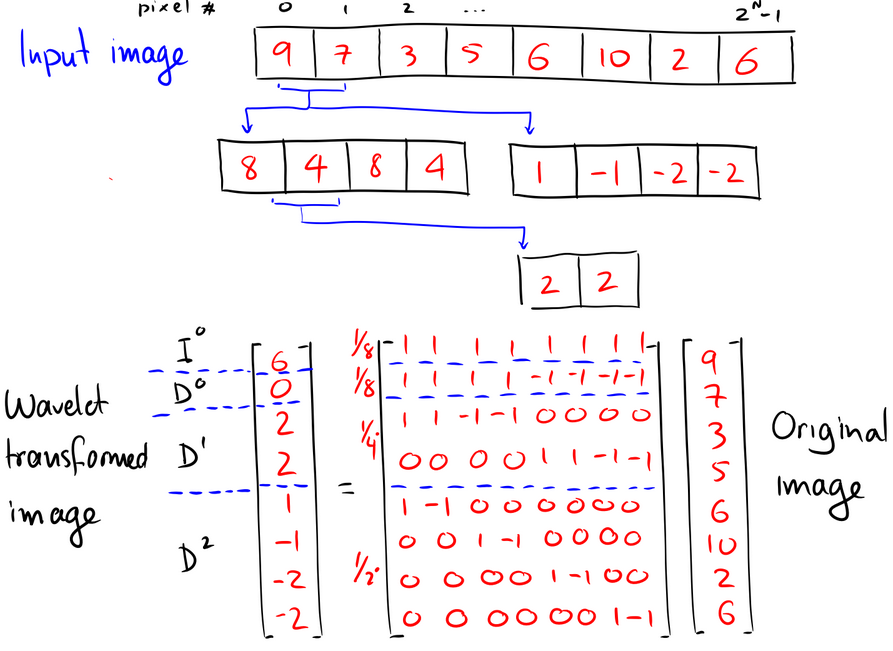 pixel # 0 1 2 ... 2^N-1
Input image 9 7 3 5 6 10 2 6
8 4 8 4 1 -1 -2 -2
2 2
I⁰ 6 1/8 1 1 1 1 1 1 1 1 9
D⁰ 0 1/8 1 1 1 1 -1 -1 -1 -1 7
2 1/4 1 1 -1 -1 0 0 0 0 3
D¹ 2 0 0 0 0 1 1 -1 -1 5
Wavelet transformed image = Original Image
1 1 -1 0 0 0 0 0 0 6
D² -1 0 0 1 -1 0 0 0 0 10
-2 1/2 0 0 0 0 1 -1 0 0 2
-2 0 0 0 0 0 0 1 -1 6